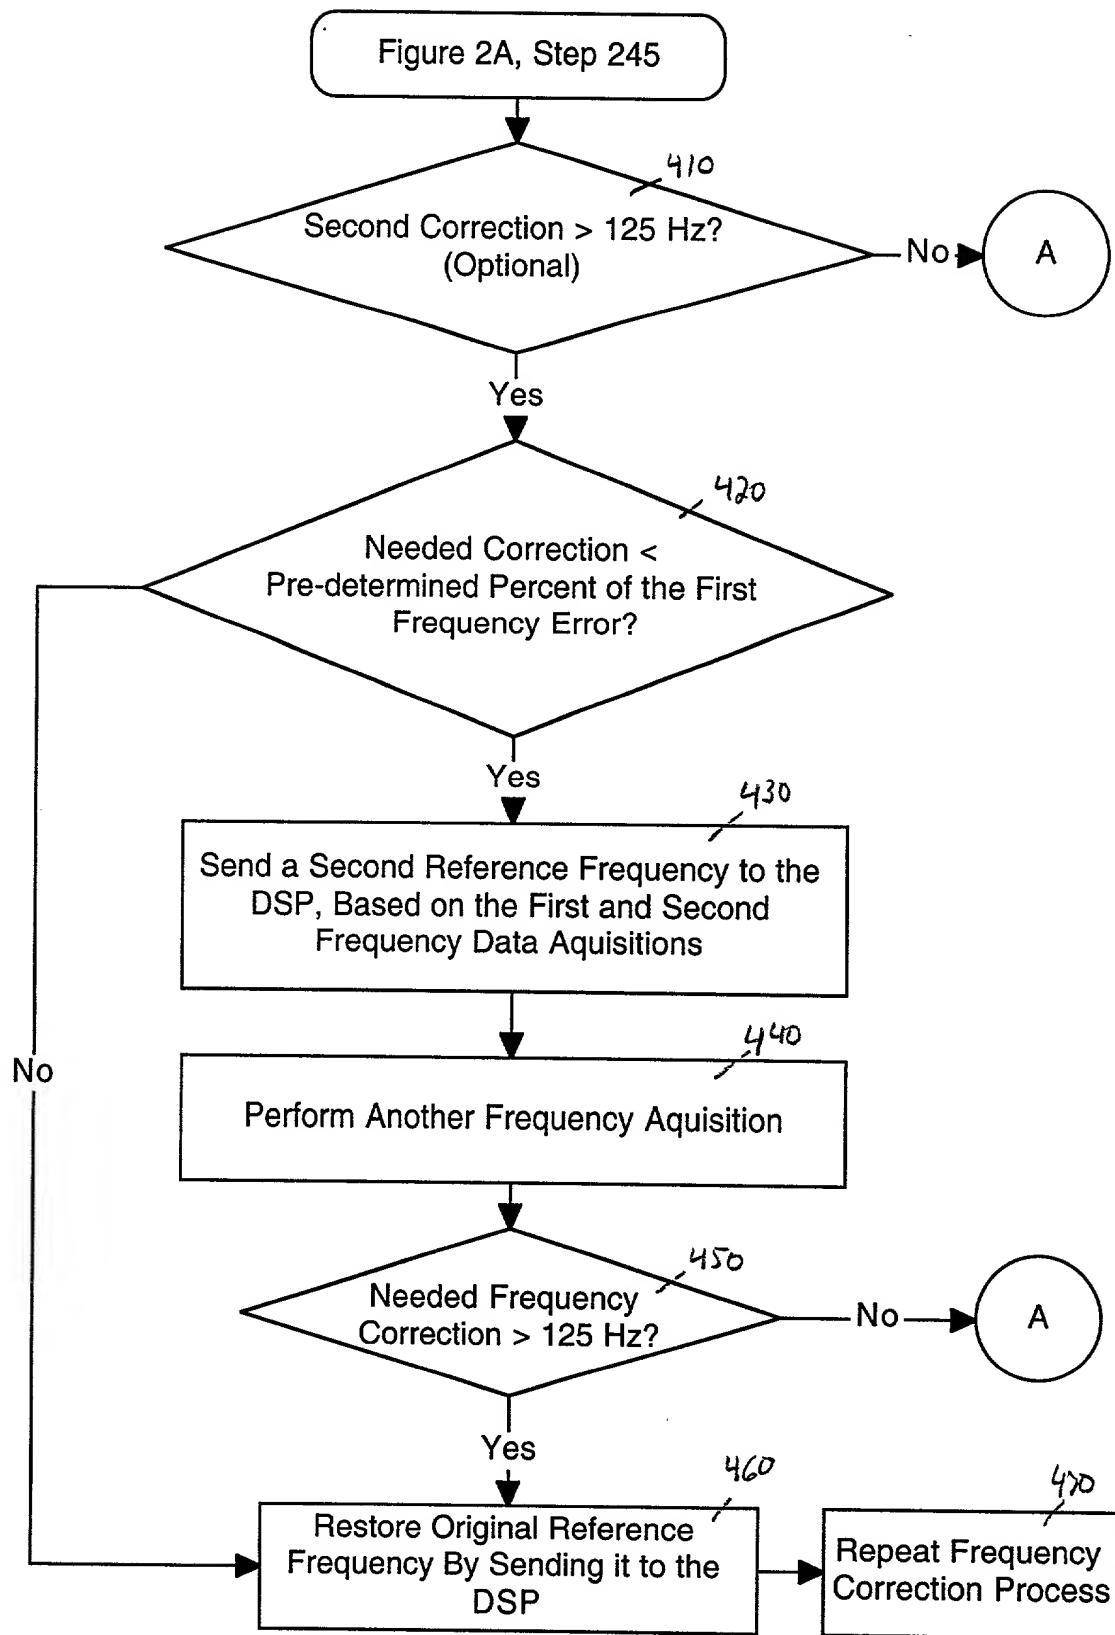 Figure 2A, Step 245
410
Second Correction > 125 Hz?
(Optional)
No
A
Yes
420
Needed Correction <
Pre-determined Percent of the First
Frequency Error?
Yes
430
Send a Second Reference Frequency to the
DSP, Based on the First and Second
Frequency Data Aquisitions
440
No
Perform Another Frequency Aquisition
450
Needed Frequency
Correction > 125 Hz?
No
A
Yes
460
470
Restore Original Reference
Frequency By Sending it to the
DSP
Repeat Frequency
Correction Process